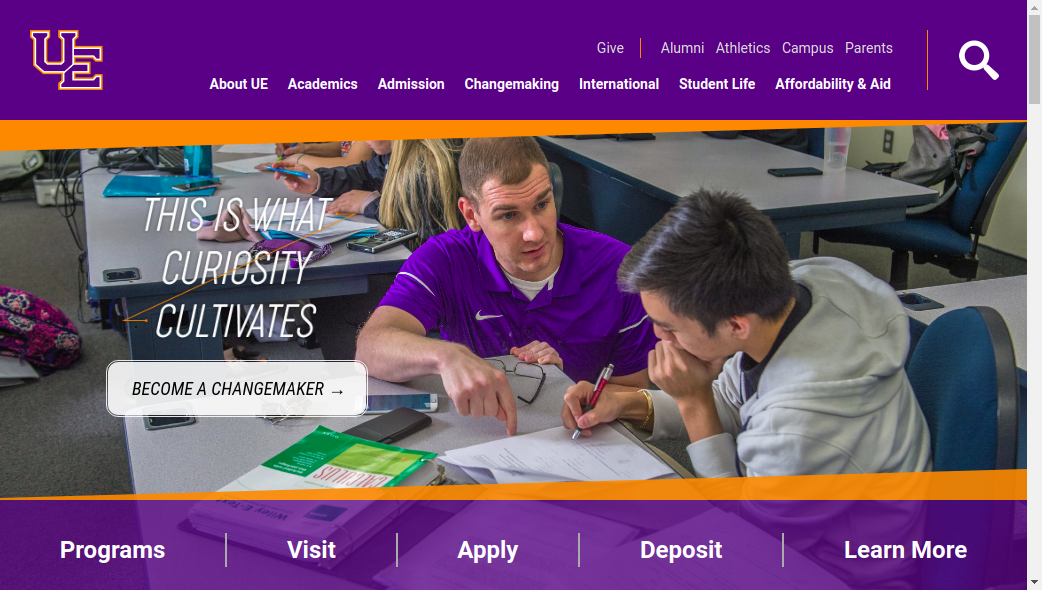 UE
Give
Alumni Athletics Campus Parents
About UE Academics Admission Changemaking International Student Life Affordability & Aid
THIS IS WHAT
CURIOSITY
CULTIVATES
BECOME A CHANGEMAKER →
CALCULUS
Programs Visit Apply Deposit Learn More